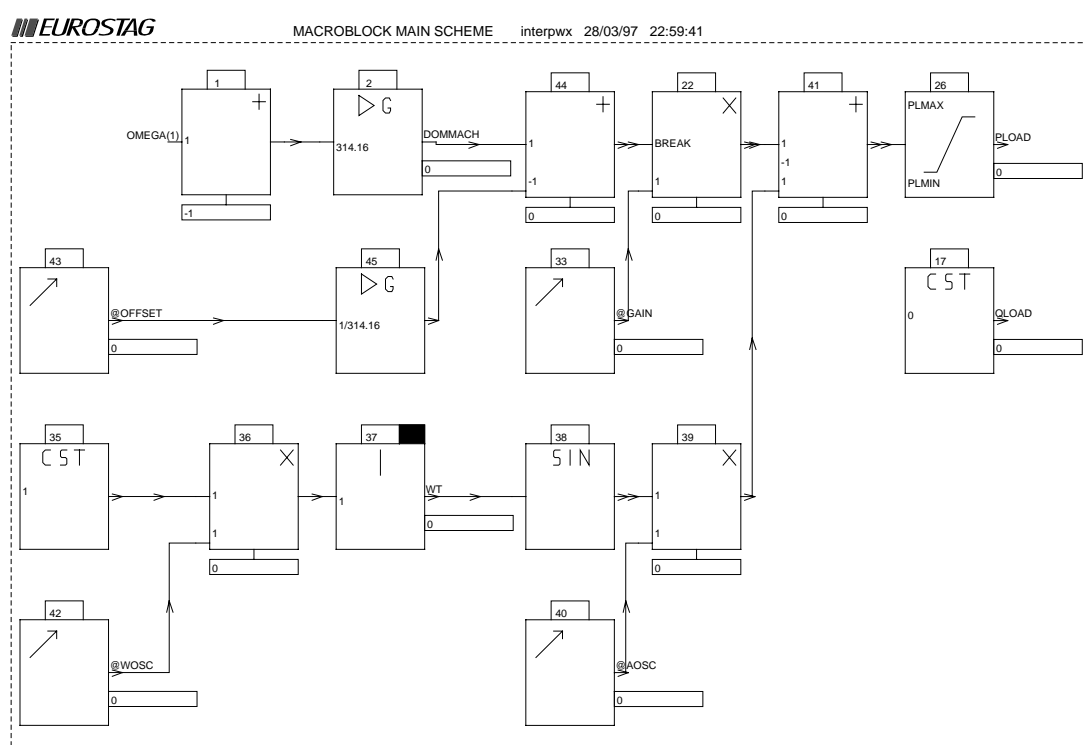 EUROSTAG
MACROBLOCK MAIN SCHEME interpwx 28/03/97 22:59:41
1 2 44 22 41 26
+ G + X + PLMAX
OMEGA(1) 1 314.16 DOMMACH 1 BREAK 1 PLOAD
-1
0 -1 1 1 PLMIN 0
-1 0 0 0
43 45 33 17
G CST
@OFFSET 1/314.16 @GAIN 0 QLOAD
0 0 0
35 36 37 38 39
CST X I SIN X
1 1 1 WT 1
1 0 1
0 0
42 40
@WOSC @AOSC
0 0